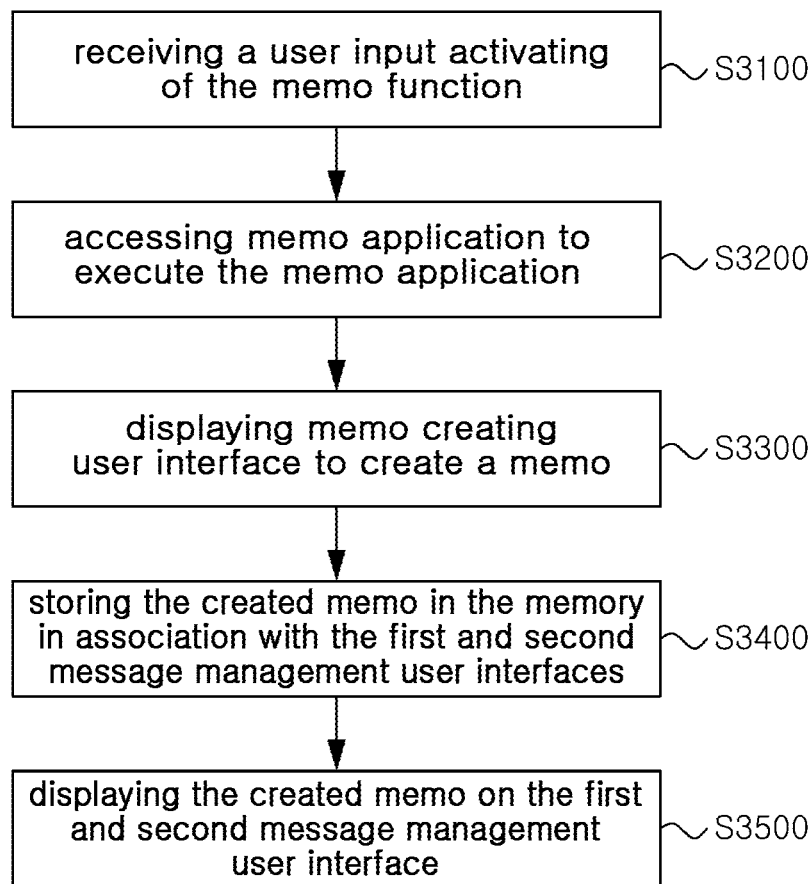 receiving a user input activating
of the memo function
S3100
accessing memo application to
execute the memo application
S3200
displaying memo creating
user interface to create a memo
S3300
storing the created memo in the memory
in association with the first and second
message management user interfaces
S3400
displaying the created memo on the first
and second message management
user interface
S3500